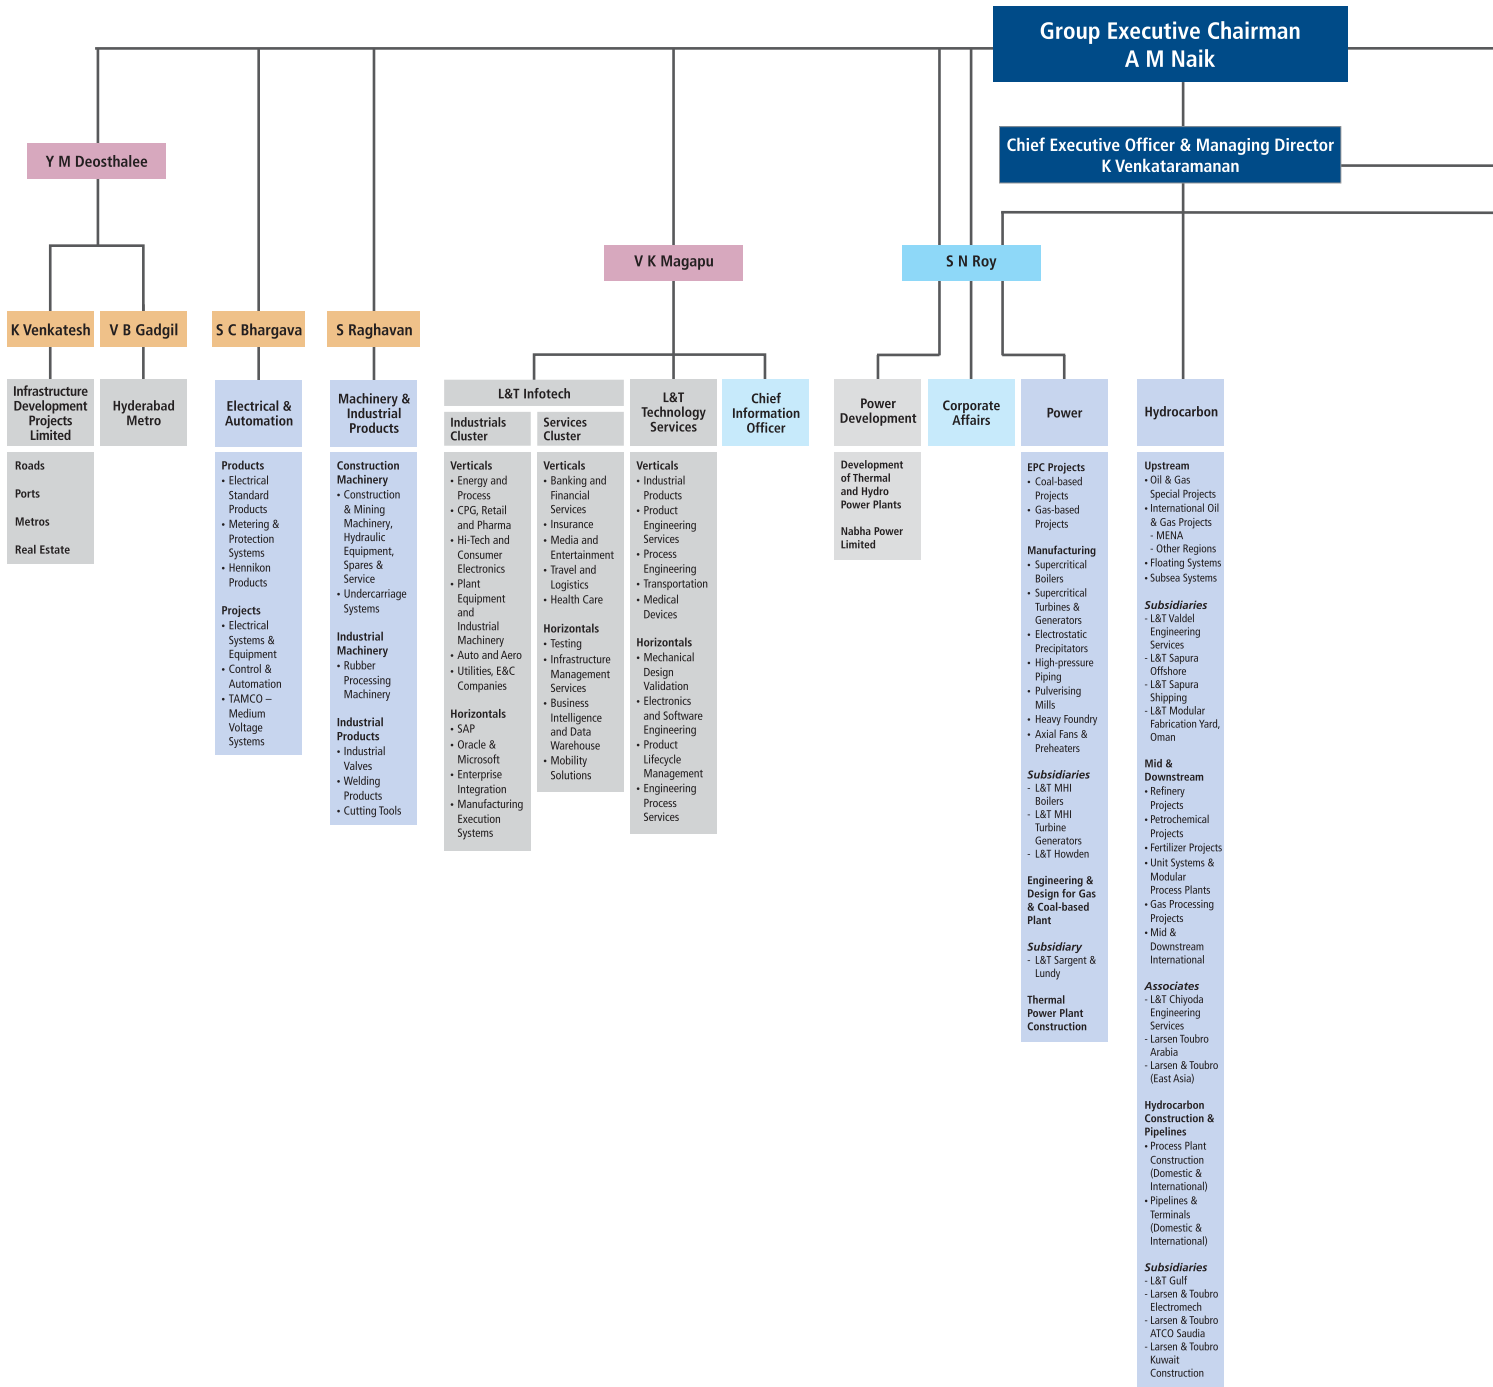 Group Executive Chairman
A M Naik
Chief Executive Officer & Managing Director
K Venkataramanan
Y M Deosthalee
V K Magapu
S N Roy
K Venkatesh
V B Gadgil
S C Bhargava
S Raghavan
Infrastructure
Development
Projects
Limited
Roads
Ports
Metros
Real Estate
Hyderabad
Metro
Electrical &
Automation
Products
• Electrical
Standard
Products
• Metering &
Protection
Systems
• Hennikon
Products
Projects
• Electrical
Systems &
Equipment
• Control &
Automation
• TAMCO –
Medium
Voltage
Systems
Machinery &
Industrial
Products
Construction
Machinery
• Construction
& Mining
Machinery,
Hydraulic
Equipment,
Spares &
Service
• Undercarriage
Systems
Industrial
Machinery
• Rubber
Processing
Machinery
Industrial
Products
• Industrial
Valves
• Welding
Products
• Cutting Tools
L&T Infotech
Industrials
Cluster
Verticals
• Energy and
Process
• CPG, Retail
and Pharma
• Hi-Tech and
Consumer
Electronics
• Plant
Equipment
and
Industrial
Machinery
• Auto and Aero
• Utilities, E&C
Companies
Horizontals
• SAP
• Oracle &
Microsoft
• Enterprise
Integration
• Manufacturing
Execution
Systems
Services
Cluster
Verticals
• Banking and
Financial
Services
• Insurance
• Media and
Entertainment
• Travel and
Logistics
• Health Care
Horizontals
• Testing
• Infrastructure
Management
Services
• Business
Intelligence
and Data
Warehouse
• Mobility
Solutions
L&T
Technology
Services
Verticals
• Industrial
Products
• Product
Engineering
Services
• Process
Engineering
• Transportation
• Medical
Devices
Horizontals
• Mechanical
Design
Validation
• Electronics
and Software
Engineering
• Product
Lifecycle
Management
• Engineering
Process
Services
Chief
Information
Officer
Power
Development
Development
of Thermal
and Hydro
Power Plants
Nabha Power
Limited
Corporate
Affairs
Power
EPC Projects
• Coal-based
Projects
• Gas-based
Projects
Manufacturing
• Supercritical
Boilers
• Supercritical
Turbines &
Generators
• Electrostatic
Precipitators
• High-pressure
Piping
• Pulverising
Mills
• Heavy Foundry
• Axial Fans &
Preheaters
Subsidiaries
- L&T MHI
Boilers
- L&T MHI
Turbine
Generators
- L&T Howden
Engineering &
Design for Gas
& Coal-based
Plant
Subsidiary
- L&T Sargent &
Lundy
Thermal
Power Plant
Construction
Hydrocarbon
Upstream
• Oil & Gas
Special Projects
• International Oil
& Gas Projects
- MENA
- Other Regions
• Floating Systems
• Subsea Systems
Subsidiaries
- L&T Valdel
Engineering
Services
- L&T Sapura
Offshore
- L&T Sapura
Shipping
- L&T Modular
Fabrication Yard,
Oman
Mid &
Downstream
• Refinery
Projects
• Petrochemical
Projects
• Fertilizer Projects
• Unit Systems &
Modular
Process Plants
• Gas Processing
Projects
• Mid &
Downstream
International
Associates
- L&T Chiyoda
Engineering
Services
- Larsen Toubro
Arabia
- Larsen & Toubro
(East Asia)
Hydrocarbon
Construction &
Pipelines
• Process Plant
Construction
(Domestic &
International)
• Pipelines &
Terminals
(Domestic &
International)
Subsidiaries
- L&T Gulf
- Larsen & Toubro
Electromech
- Larsen & Toubro
ATCO Saudia
- Larsen & Toubro
Kuwait
Construction